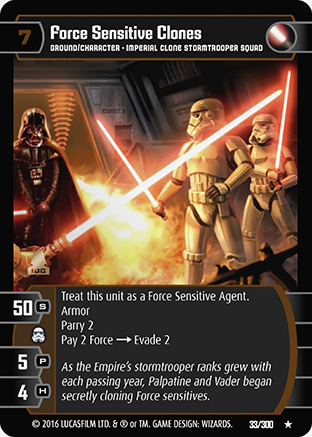 7
Force Sensitive Clones
GROUND/CHARACTER • IMPERIAL CLONE STORMTROOPER SQUAD
50 S
Treat this unit as a Force Sensitive Agent.
Armor
Parry 2
Pay 2 Force → Evade 2
5 P
4 H
As the Empire's stormtrooper ranks grew with
each passing year, Palpatine and Vader began
secretly cloning Force sensitives.
© 2016 LUCASFILM LTD. & ® or TM. GAME DESIGN: WIZARDS.
33/300 ★